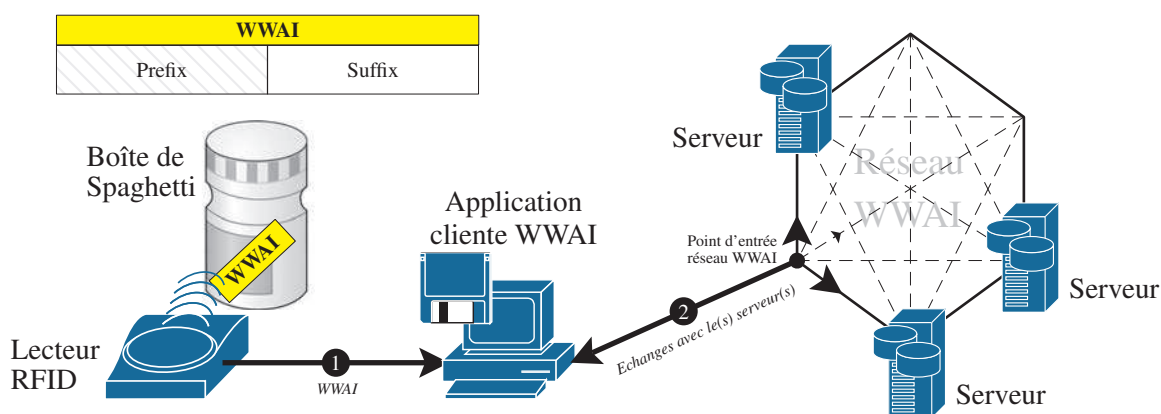 WWAI
Prefix
Suffix
Boîte de
Spaghetti
WWAI
Lecteur
RFID
1
WWAI
Application
cliente WWAI
2
Echanges avec le(s) serveur(s)
Point d'entrée
réseau WWAI
Réseau
WWAI
Serveur
Serveur
Serveur